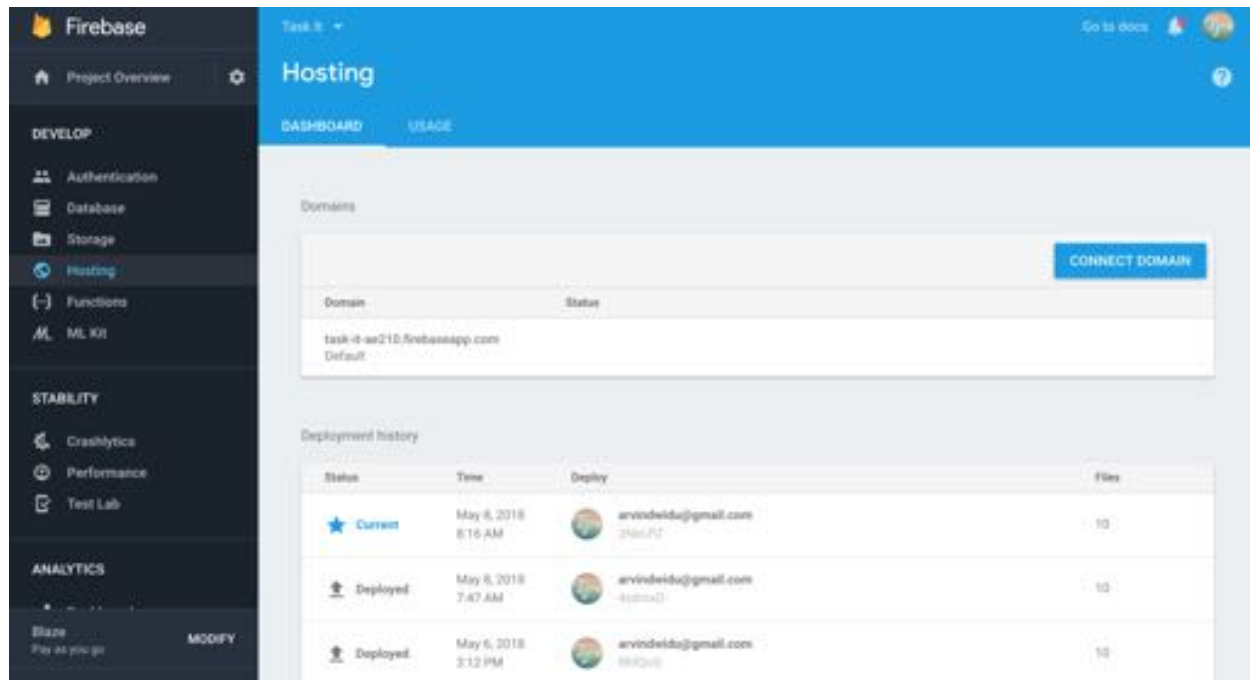 Firebase
Task It
Go to docs
Project Overview
Hosting
DASHBOARD USAGE
DEVELOP
Authentication
Database
Storage
Hosting
Functions
ML Kit
STABILITY
Crashlytics
Performance
Test Lab
ANALYTICS
Blaze
Pay as you go
MODIFY
Domains
CONNECT DOMAIN
Domain Status
task-it-ae210.firebaseapp.com
Default
Deployment history
Status Time Deploy Files
Current May 8, 2018 arvindwidu@gmail.com 10
8:16 AM
Deployed May 8, 2018 arvindwidu@gmail.com 10
7:47 AM
Deployed May 6, 2018 arvindwidu@gmail.com 10
3:12 PM